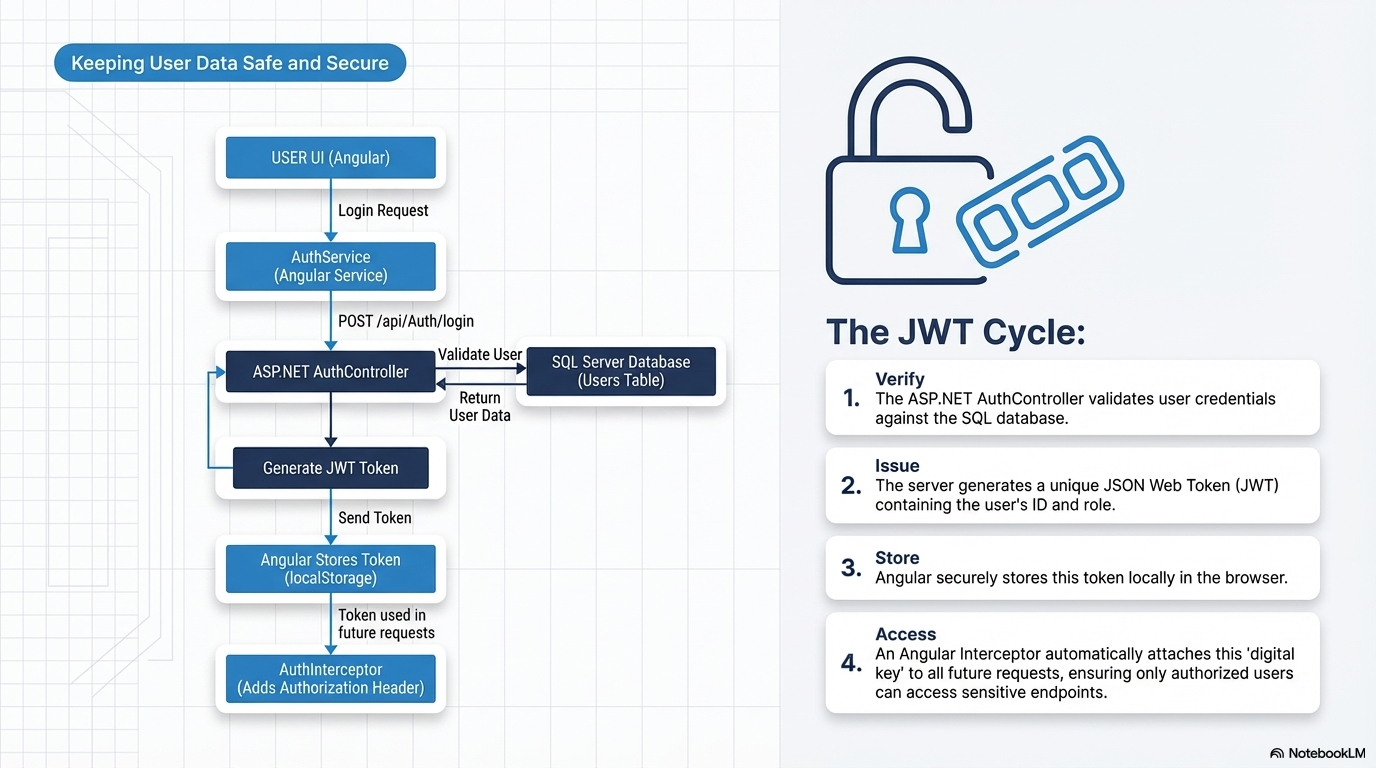 Keeping User Data Safe and Secure
USER UI (Angular)
Login Request
AuthService
(Angular Service)
POST /api/Auth/login
ASP.NET AuthController
Validate User
Return
User Data
SQL Server Database
(Users Table)
Generate JWT Token
Send Token
Angular Stores Token
(localStorage)
Token used in
future requests
AuthInterceptor
(Adds Authorization Header)
The JWT Cycle:
1.
Verify
The ASP.NET AuthController validates user credentials
against the SQL database.
2.
Issue
The server generates a unique JSON Web Token (JWT)
containing the user's ID and role.
3.
Store
Angular securely stores this token locally in the browser.
4.
Access
An Angular Interceptor automatically attaches this 'digital
key' to all future requests, ensuring only authorized users
can access sensitive endpoints.
NotebookLM